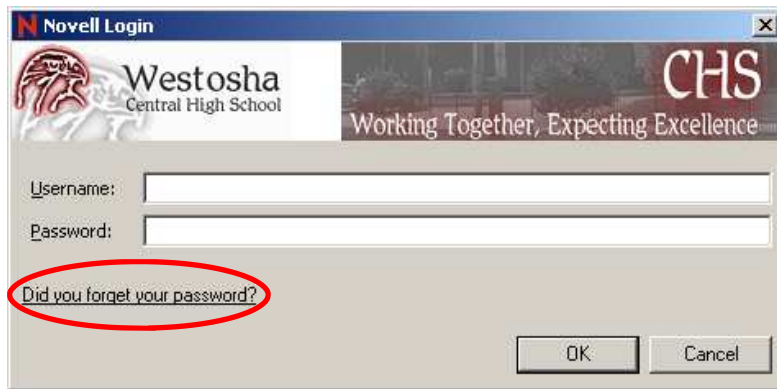 Novell Login
Westosha
Central High School
CHS
Working Together, Expecting Excellence
Username:
Password:
Did you forget your password?
OK
Cancel